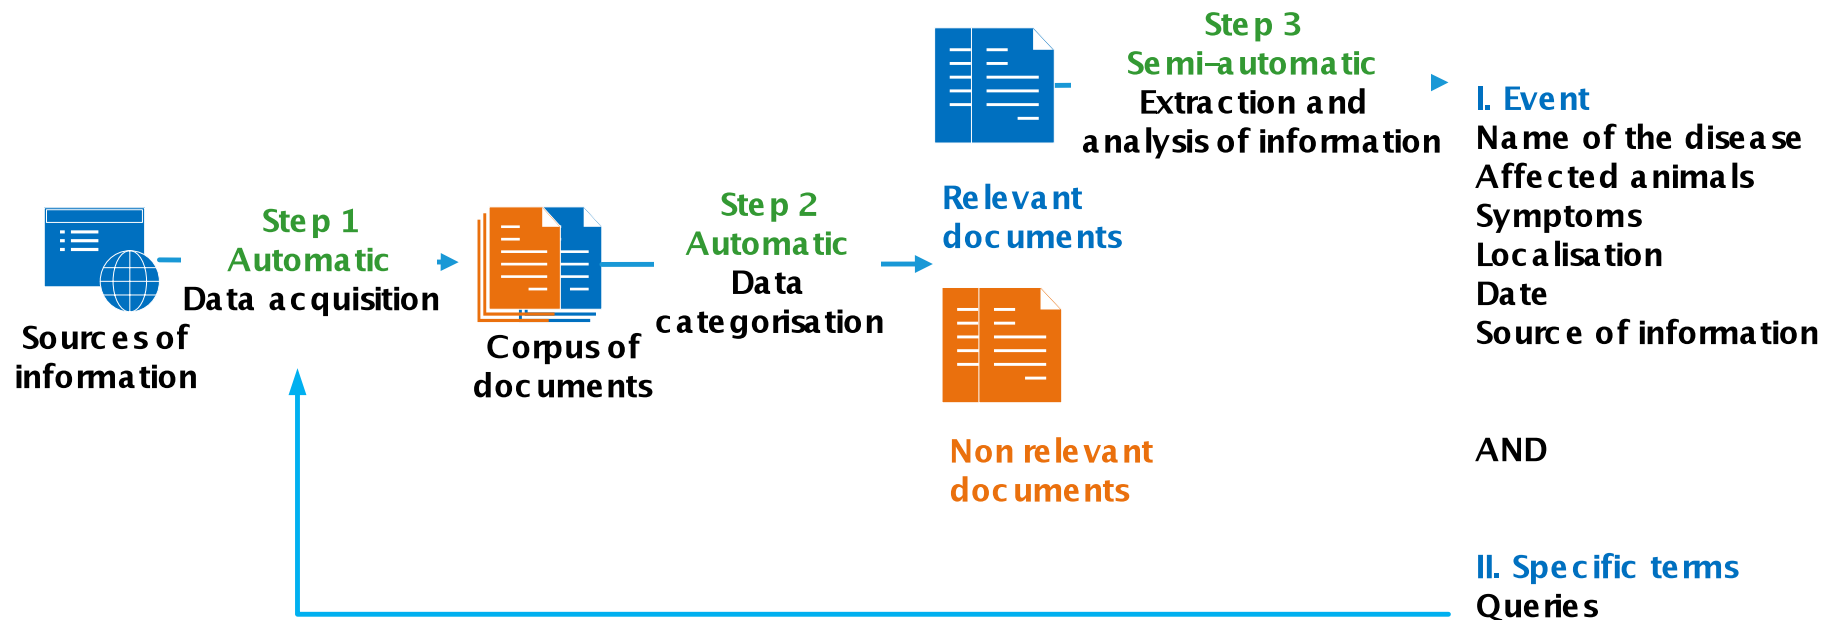 Sources of
information
Step 1
Automatic
Data acquisition
Corpus of
documents
Step 2
Automatic
Data
categorisation
Relevant
documents
Non relevant
documents
Step 3
Semi-automatic
Extraction and
analysis of information
I. Event
Name of the disease
Affected animals
Symptoms
Localisation
Date
Source of information
AND
II. Specific terms
Queries